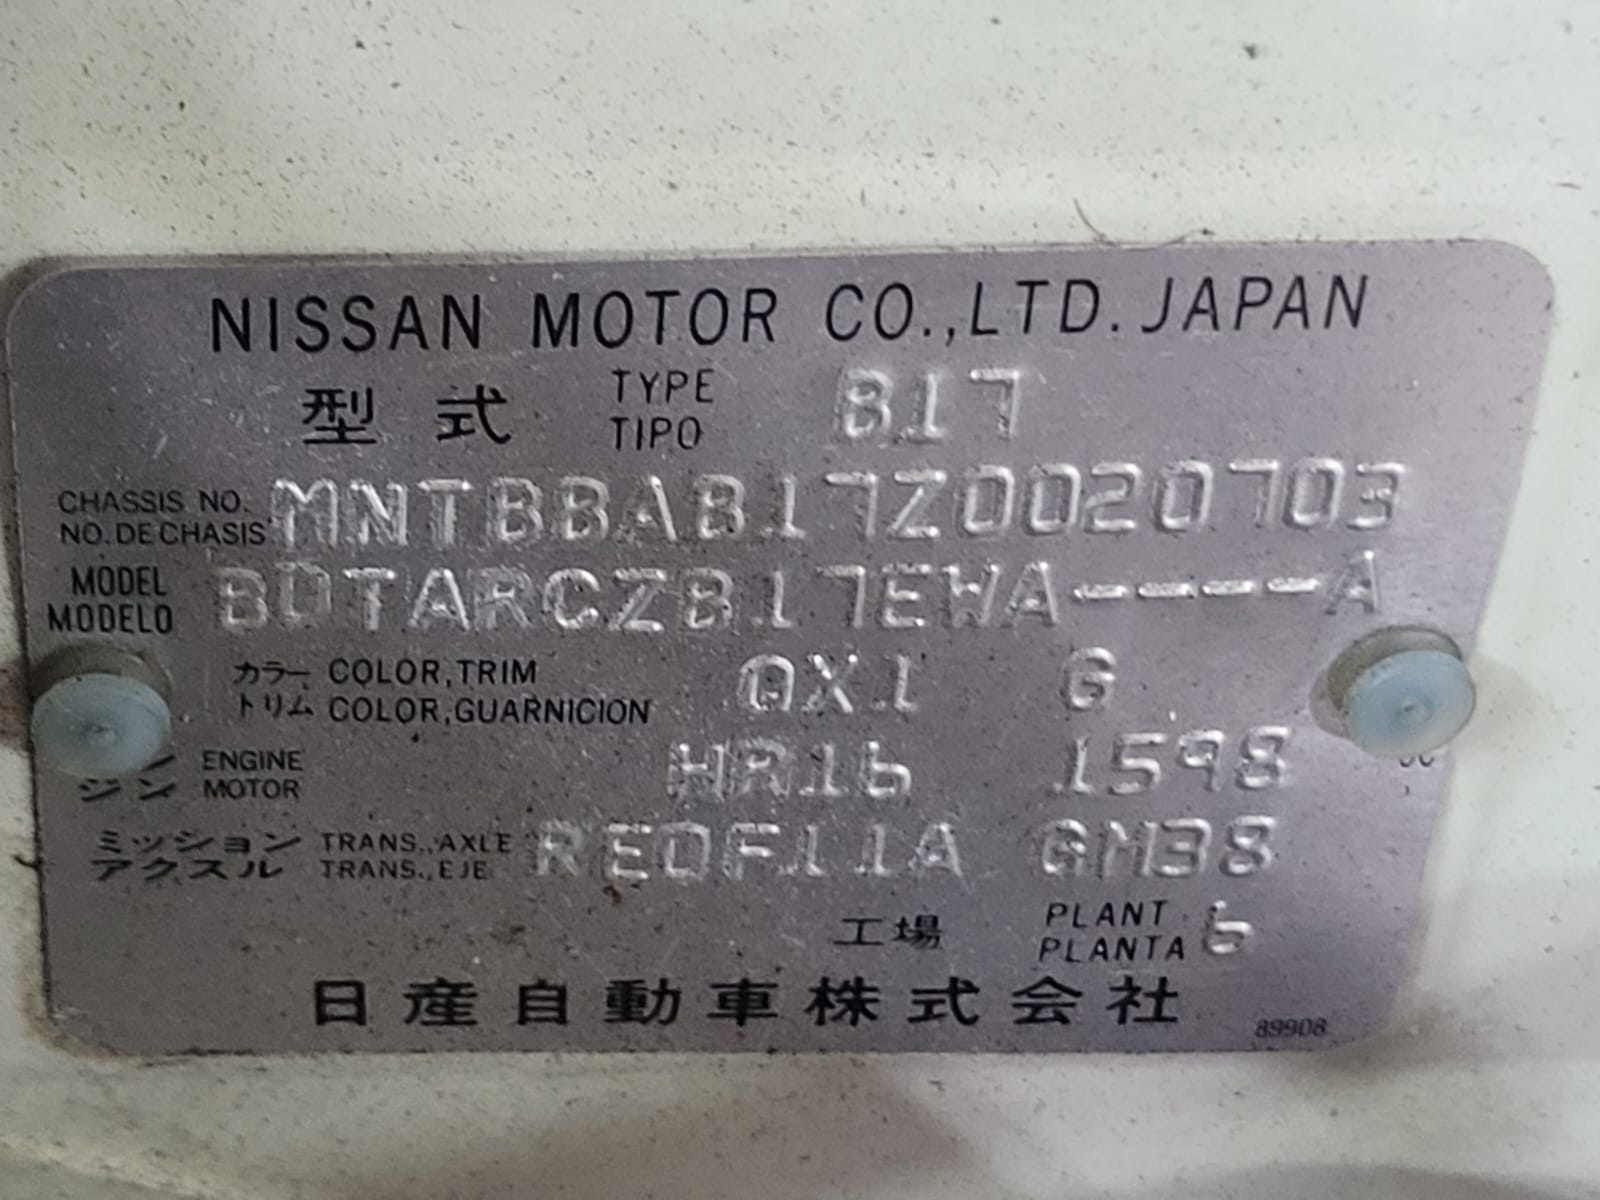 NISSAN MOTOR CO.,LTD. JAPAN
型式 TYPE TIPO B17
CHASSIS NO. NO. DE CHASIS MNTBBAB17Z0020703
MODEL MODELO BDTARCZB17EWA-----A
カラー COLOR,TRIM
トリム COLOR,GUARNICION QX1 G
ENGINE
ジン MOTOR HR16 1598
ミッション TRANS., AXLE
アクスル TRANS., EJE RE0F11A GM38
工場 PLANT PLANTA 6
日産自動車株式会社
89908